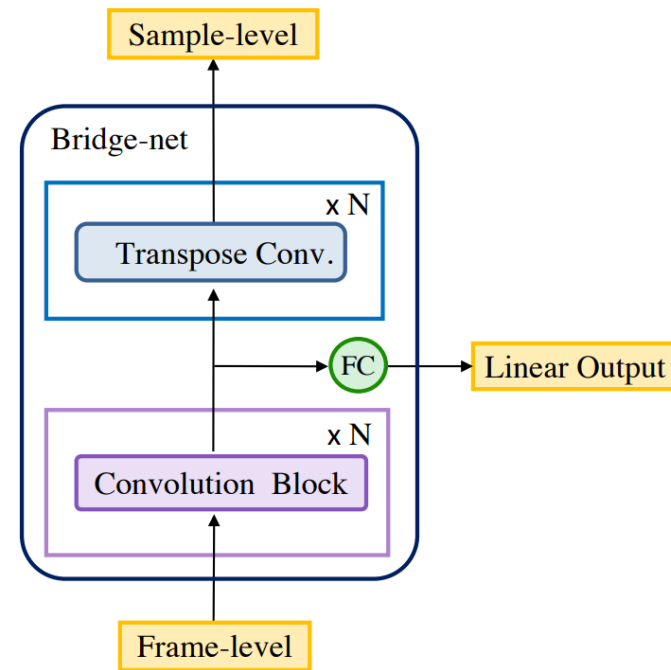 Sample-level
Bridge-net
x N
Transpose Conv.
FC
Linear Output
x N
Convolution Block
Frame-level